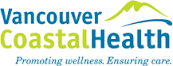 Vancouver
CoastalHealth
Promoting wellness. Ensuring care.